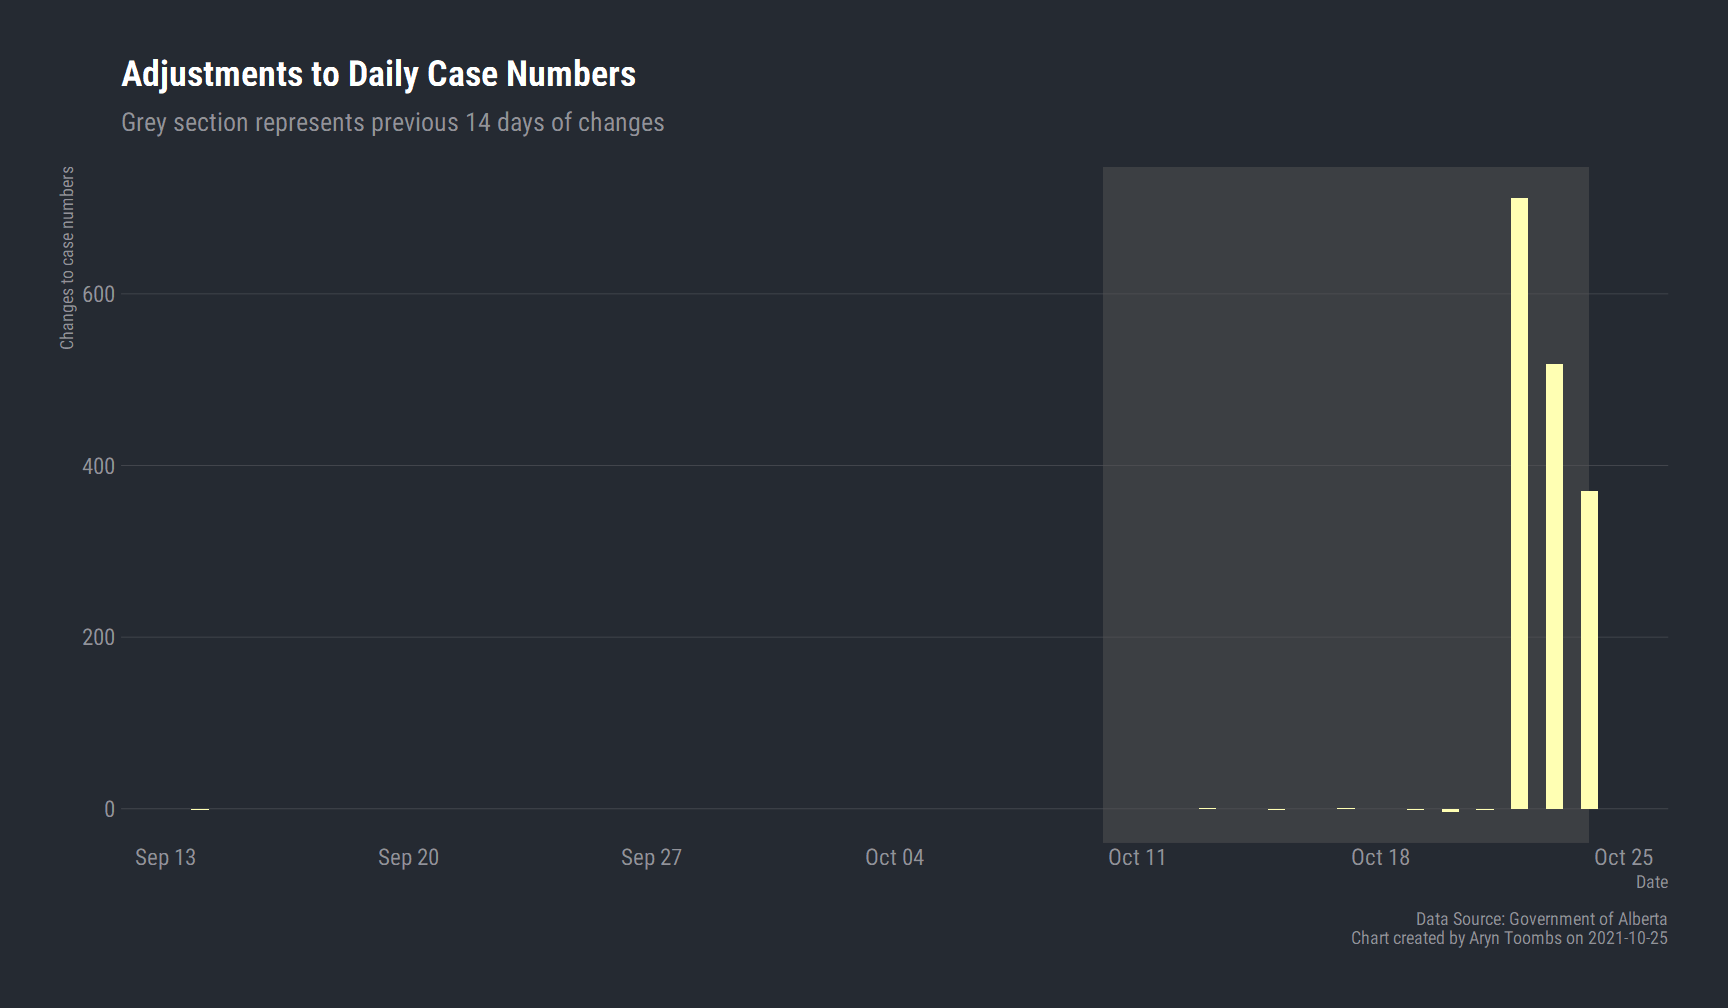 Adjustments to Daily Case Numbers
Grey section represents previous 14 days of changes
Changes to case numbers
600
400
200
0
Sep 13 Sep 20 Sep 27 Oct 04 Oct 11 Oct 18 Oct 25
Date
Data Source: Government of Alberta
Chart created by Aryn Toombs on 2021-10-25